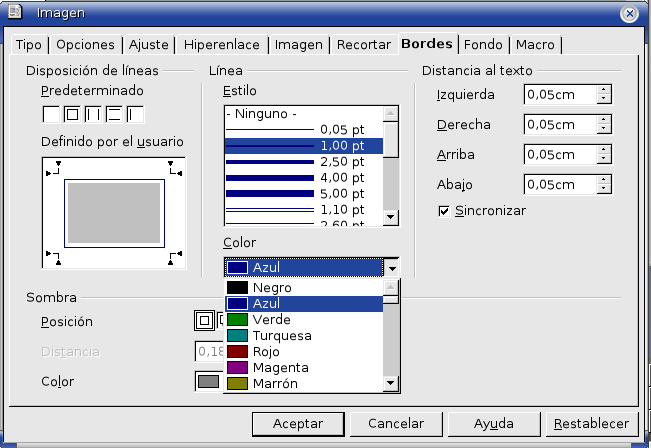 Imagen
Tipo Opciones Ajuste Hiperenlace Imagen Recortar Bordes Fondo Macro
Disposición de líneas
Predeterminado
Definido por el usuario
Línea
Estilo
- Ninguno -
0,05 pt
1,00 pt
2,50 pt
4,00 pt
5,00 pt
1,10 pt
2,60 pt
Color
Azul
Negro
Azul
Verde
Turquesa
Rojo
Magenta
Marrón
Distancia al texto
Izquierda 0,05cm
Derecha 0,05cm
Arriba 0,05cm
Abajo 0,05cm
Sincronizar
Sombra
Posición
Distancia 0,18
Color
Aceptar Cancelar Ayuda Restablecer